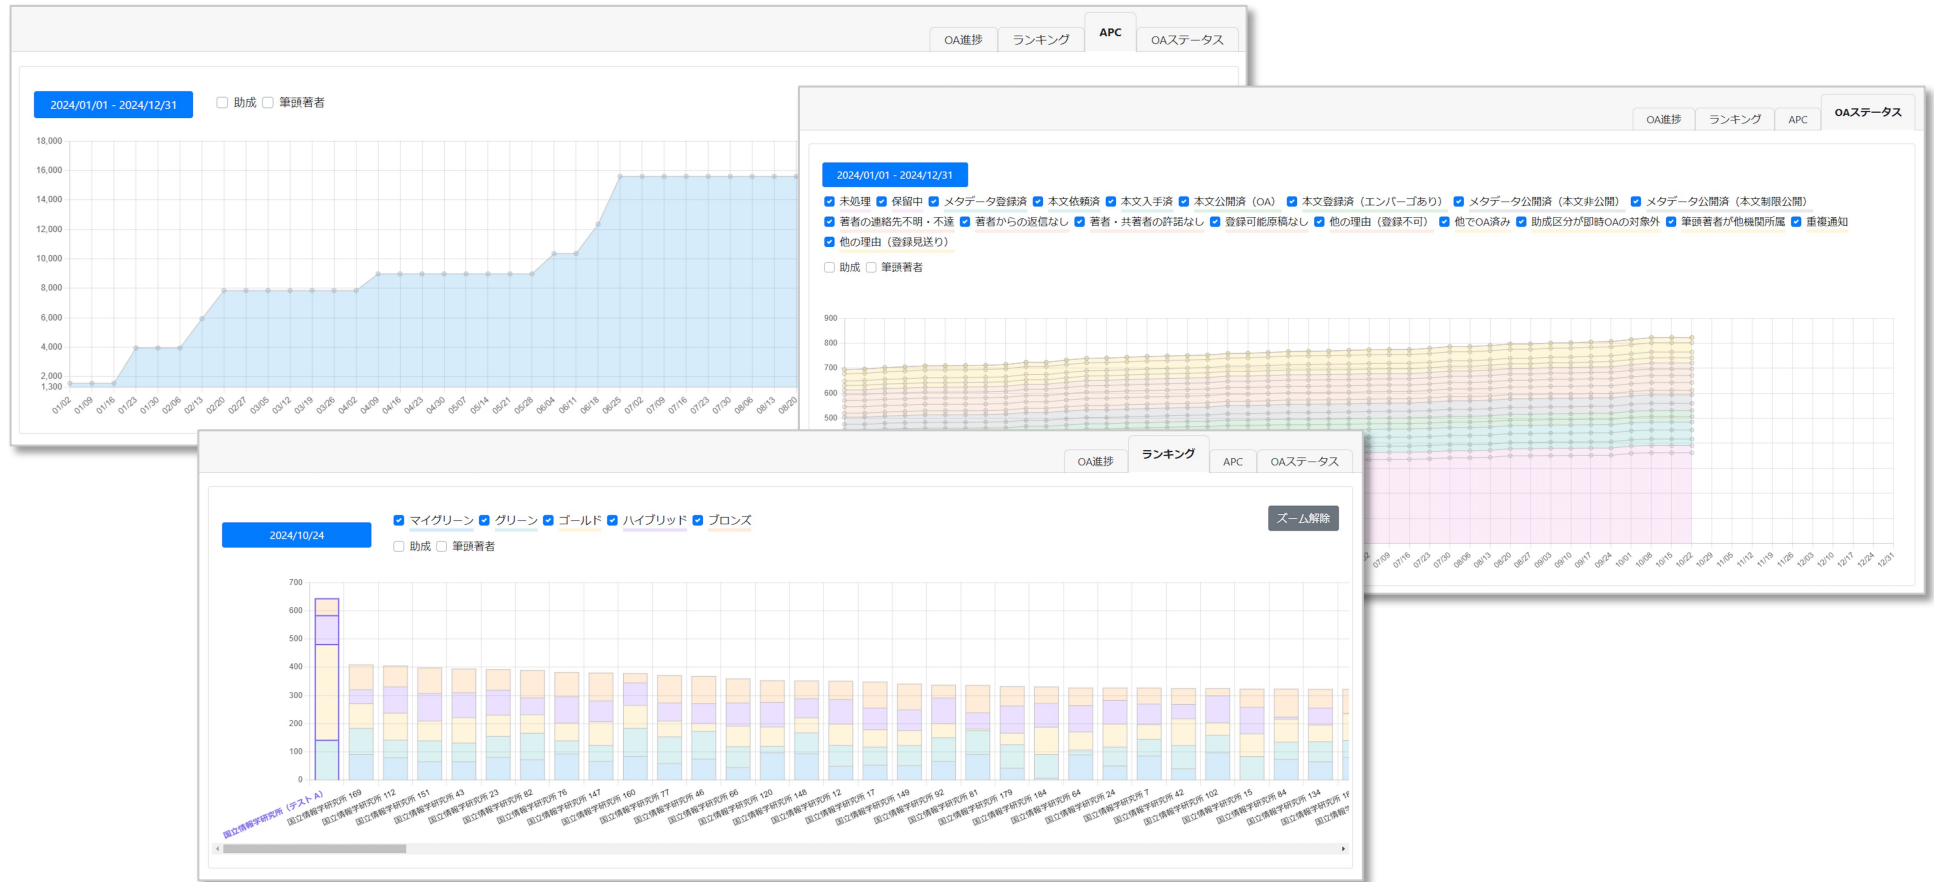 OA進捗 ランキング APC OAステータス
2024/01/01 - 2024/12/31 助成 筆頭著者
18,000
16,000
14,000
12,000
10,000
8,000
6,000
4,000
2,000
1,300
01/02 01/09 01/16 01/23 01/30 02/06 02/13 02/20 02/27 03/05 03/12 03/19 03/26 04/02 04/09 04/16 04/23 04/30 05/07 05/14 05/21 05/28 06/04 06/11 06/18 06/25 07/02 07/09 07/16 07/23 07/30 08/06 08/13 08/20
OA進捗 ランキング APC OAステータス
2024/01/01 - 2024/12/31
未処理 保留中 メタデータ登録済 本文依頼済 本文入手済 本文公開済（OA） 本文登録済（エンバーゴあり） メタデータ公開済（本文非公開） メタデータ公開済（本文制限公開）
著者の連絡先不明・不達 著者からの返信なし 著者・共著者の許諾なし 登録可能原稿なし 他の理由（登録不可） 他でOA済み 助成区分が即時OAの対象外 筆頭著者が他機関所属 重複通知
他の理由（登録見送り）
助成 筆頭著者
900
800
700
600
500
07/09 07/16 07/23 07/30 08/06 08/13 08/20 08/27 09/03 09/10 09/17 09/24 10/01 10/08 10/15 10/22 10/29 11/05 11/12 11/19 11/26 12/03 12/10 12/17 12/24 12/31
OA進捗 ランキング APC OAステータス
マイグリーン グリーン ゴールド ハイブリッド ブロンズ ズーム解除
2024/10/24
助成 筆頭著者
700
600
500
400
300
200
100
0
国立情報学研究所（テスト A）
国立情報学研究所 169
国立情報学研究所 112
国立情報学研究所 151
国立情報学研究所 43
国立情報学研究所 23
国立情報学研究所 82
国立情報学研究所 76
国立情報学研究所 147
国立情報学研究所 160
国立情報学研究所 77
国立情報学研究所 46
国立情報学研究所 66
国立情報学研究所 120
国立情報学研究所 148
国立情報学研究所 12
国立情報学研究所 17
国立情報学研究所 149
国立情報学研究所 92
国立情報学研究所 81
国立情報学研究所 179
国立情報学研究所 184
国立情報学研究所 64
国立情報学研究所 24
国立情報学研究所 7
国立情報学研究所 42
国立情報学研究所 102
国立情報学研究所 15
国立情報学研究所 84
国立情報学研究所 134